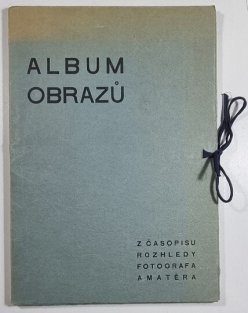 ALBUM
OBRAZŮ
Z ČASOPISU
ROZHLEDY
FOTOGRAFA
AMATÉRA